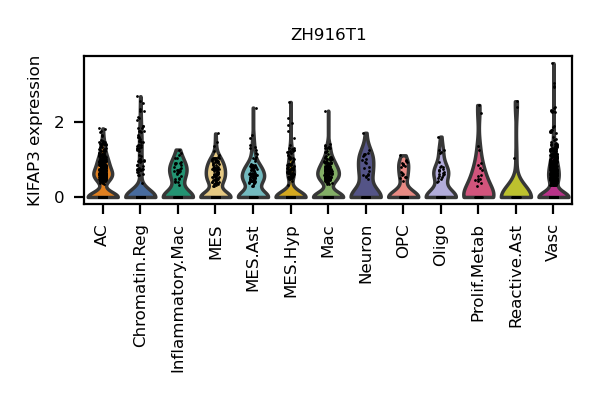 ZH916T1
KIFAP3 expression
2
0
AC
Chromatin.Reg
Inflammatory.Mac
MES
MES.Ast
MES.Hyp
Mac
Neuron
OPC
Oligo
Prolif.Metab
Reactive.Ast
Vasc